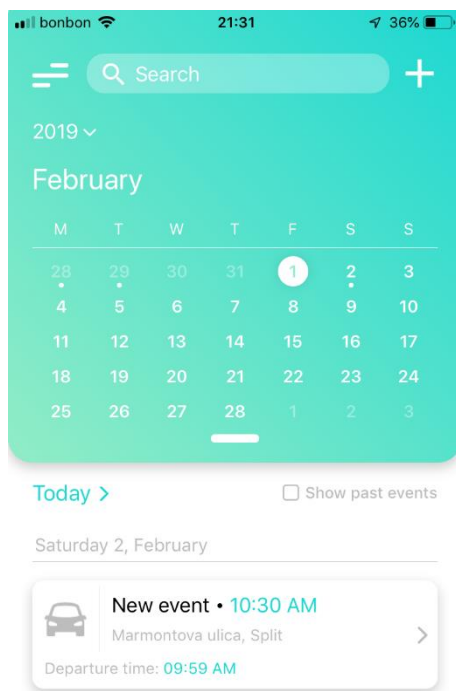 bonbon 21:31 36%
Search
2019
February
M T W T F S S
28 29 30 31 1 2 3
4 5 6 7 8 9 10
11 12 13 14 15 16 17
18 19 20 21 22 23 24
25 26 27 28 1 2 3
Today > Show past events
Saturday 2, February
New event • 10:30 AM
Marmontova ulica, Split
Departure time: 09:59 AM